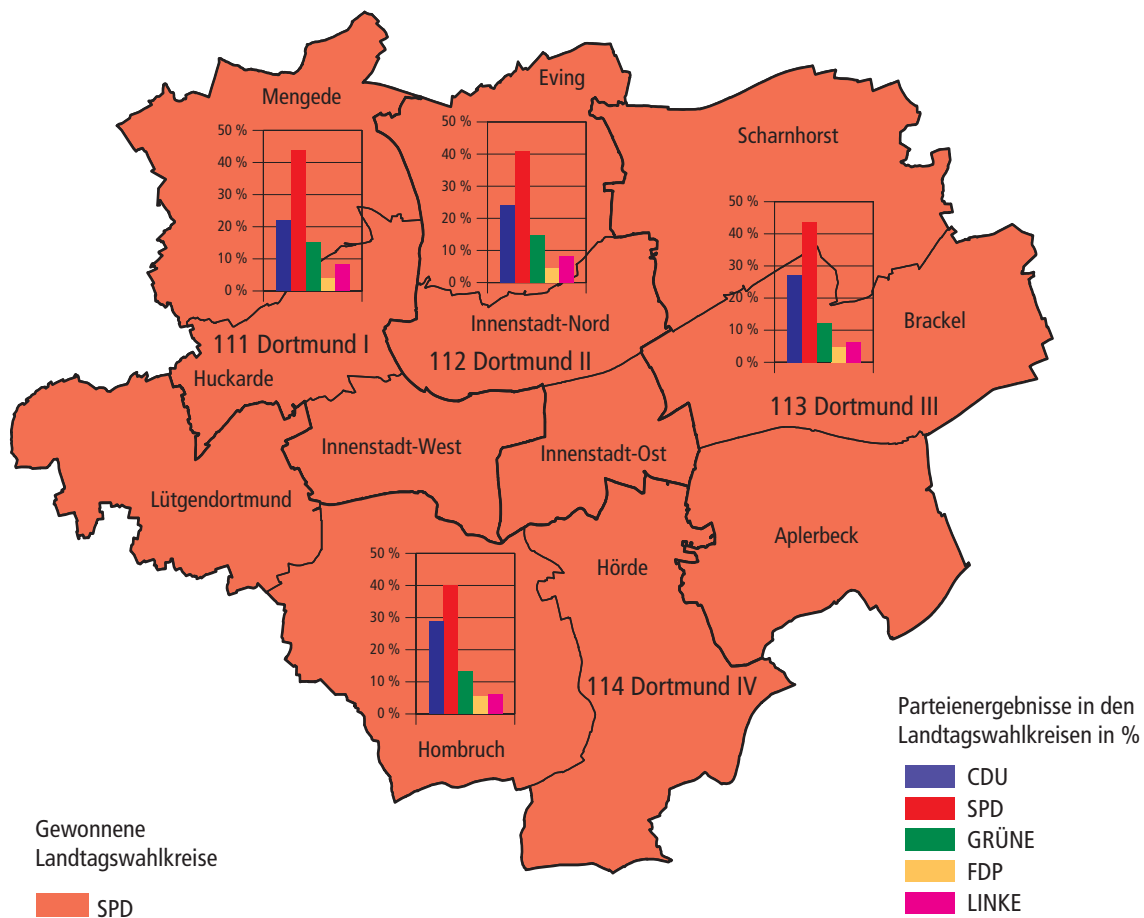 Eving
Mengede
Scharnhorst
50 %
40 %
30 %
20 %
10 %
0 %
50 %
40 %
30 %
20 %
10 %
0 %
50 %
40 %
30 %
20 %
10 %
0 %
Innenstadt-Nord
Brackel
111 Dortmund I
112 Dortmund II
Huckarde
113 Dortmund III
Innenstadt-West
Innenstadt-Ost
Lütgendortmund
Aplerbeck
Hörde
50 %
40 %
30 %
20 %
10 %
0 %
114 Dortmund IV
Hombruch
Parteienergebnisse in den
Landtagswahlkreisen in %
CDU
SPD
GRÜNE
FDP
LINKE
Gewonnene
Landtagswahlkreise
SPD